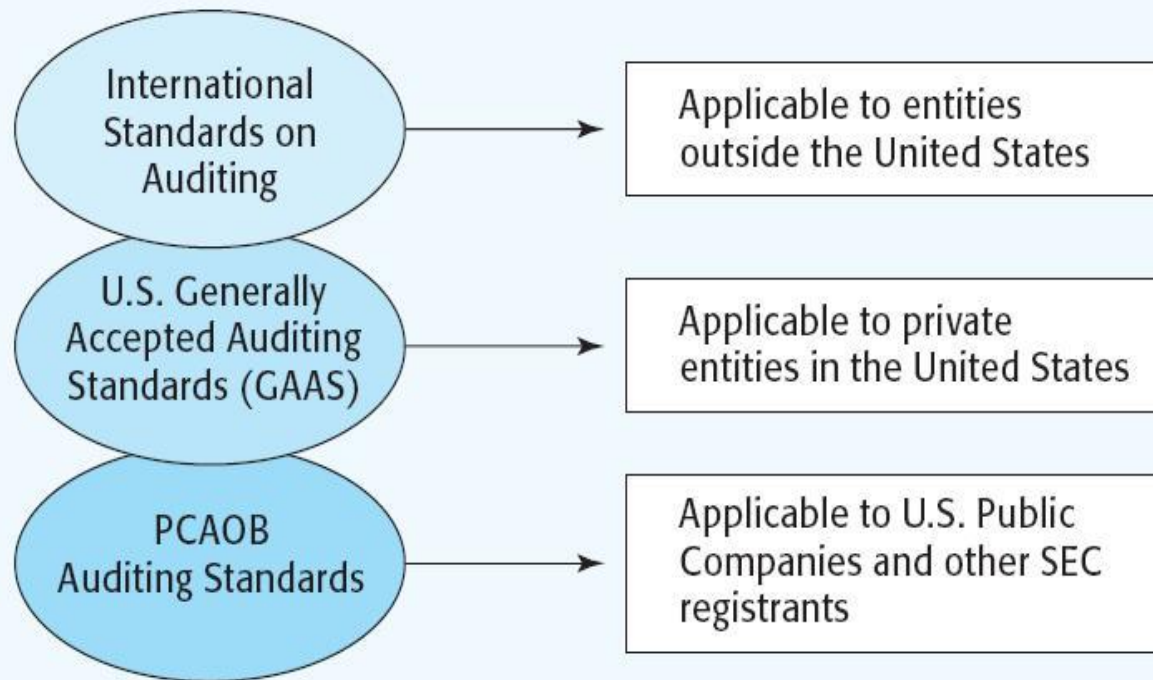 International
Standards on
Auditing
Applicable to entities
outside the United States
U.S. Generally
Accepted Auditing
Standards (GAAS)
Applicable to private
entities in the United States
PCAOB
Auditing Standards
Applicable to U.S. Public
Companies and other SEC
registrants